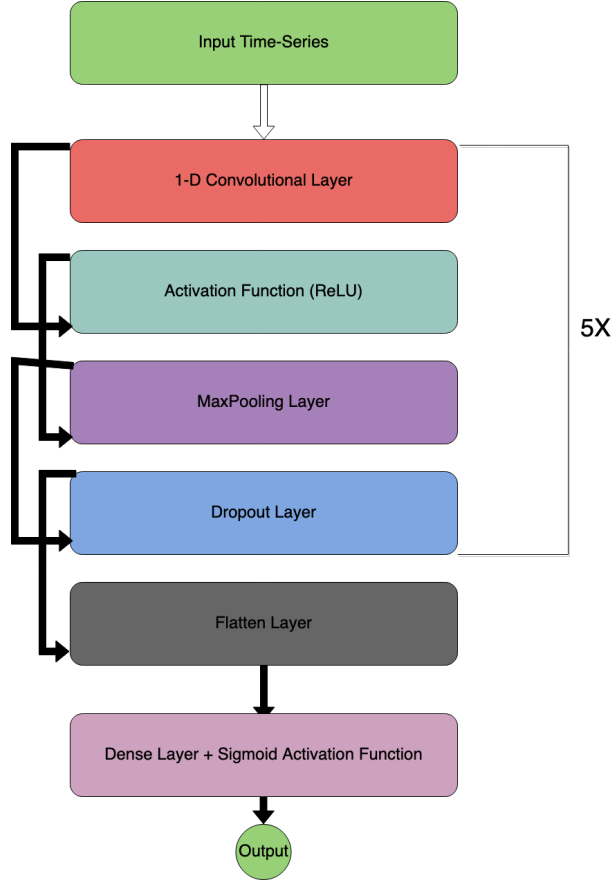 Input Time-Series
1-D Convolutional Layer
Activation Function (ReLU)
5X
MaxPooling Layer
Dropout Layer
Flatten Layer
Dense Layer + Sigmoid Activation Function
Output